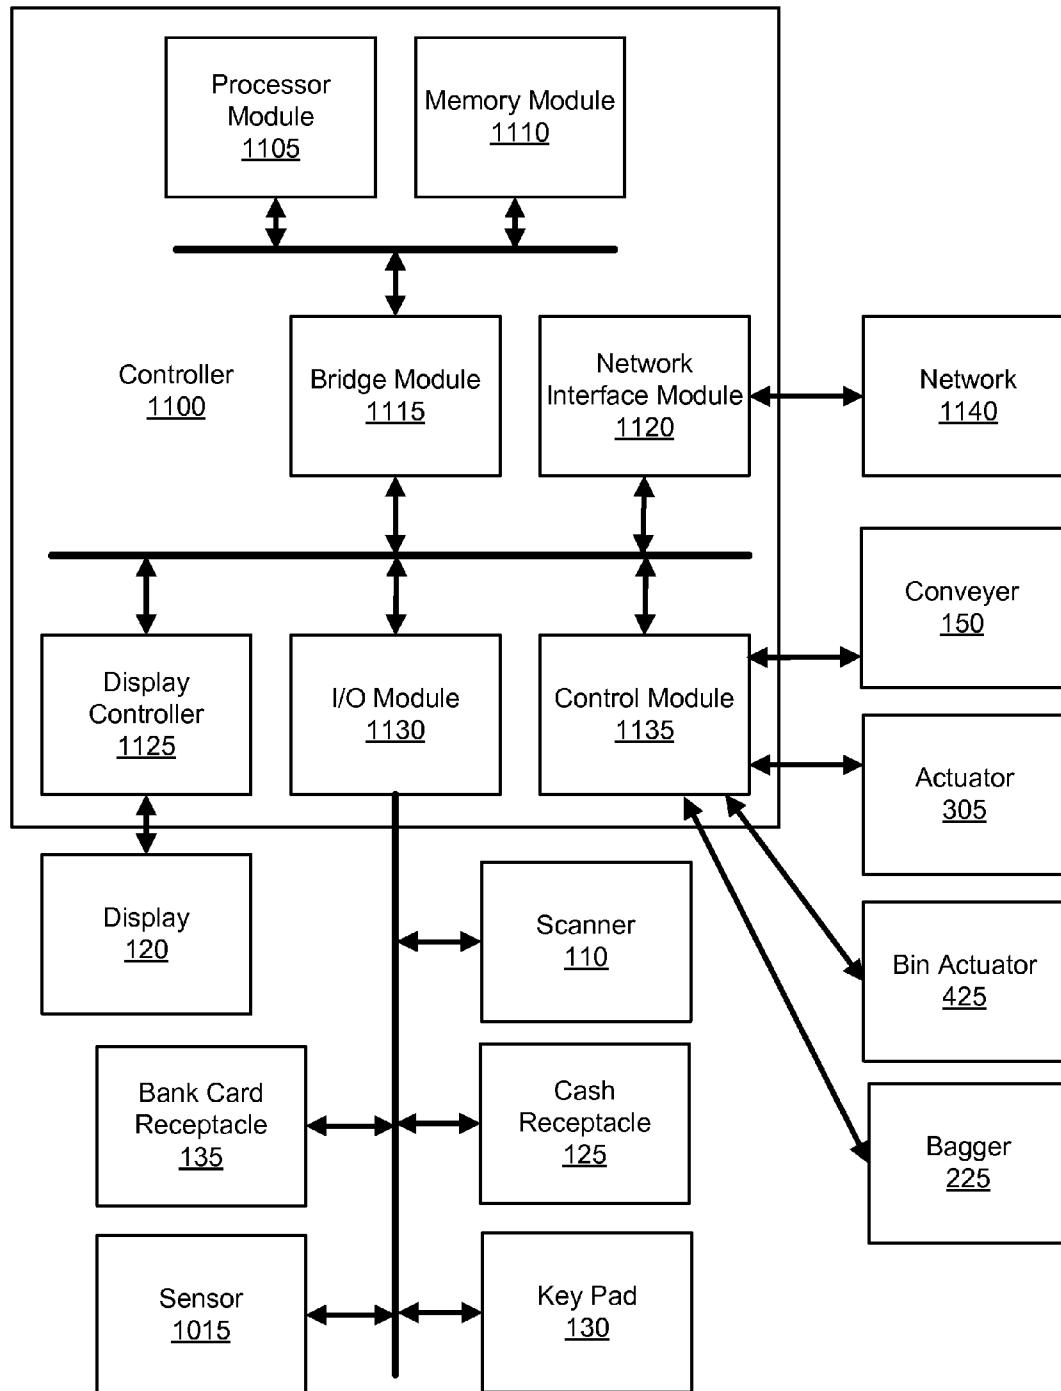 Processor
Module
1105
Memory Module
1110
Controller
1100
Bridge Module
1115
Network
Interface Module
1120
Network
1140
Conveyer
150
Display
Controller
1125
I/O Module
1130
Control Module
1135
Actuator
305
Display
120
Scanner
110
Bin Actuator
425
Bank Card
Receptacle
135
Cash
Receptacle
125
Bagger
225
Sensor
1015
Key Pad
130